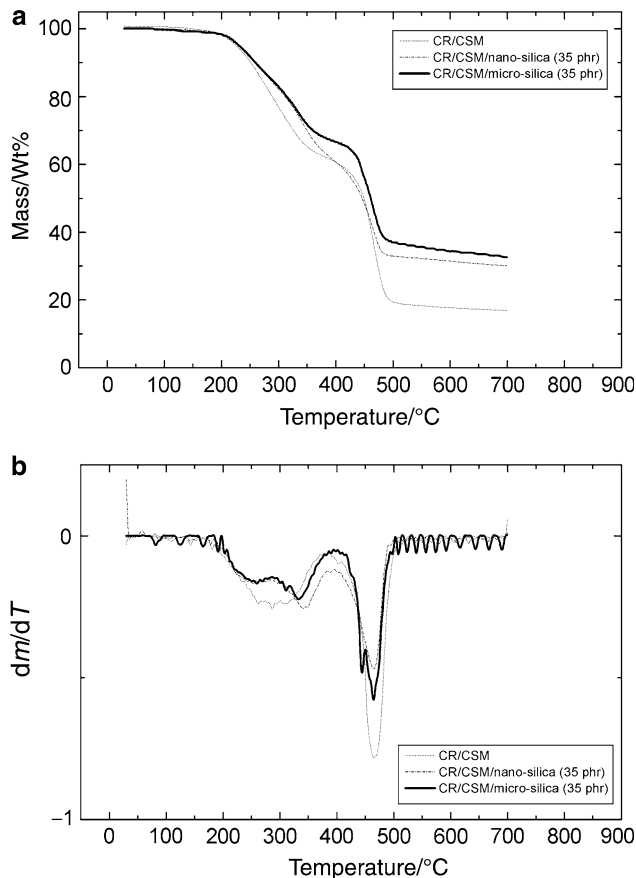 a
100
80
60
40
20
0
Mass/Wt%
CR/CSM
CR/CSM/nano-silica (35 phr)
CR/CSM/micro-silica (35 phr)
0 100 200 300 400 500 600 700 800 900
Temperature/°C
b
0
−1
dm/dT
CR/CSM
CR/CSM/nano-silica (35 phr)
CR/CSM/micro-silica (35 phr)
0 100 200 300 400 500 600 700 800 900
Temperature/°C